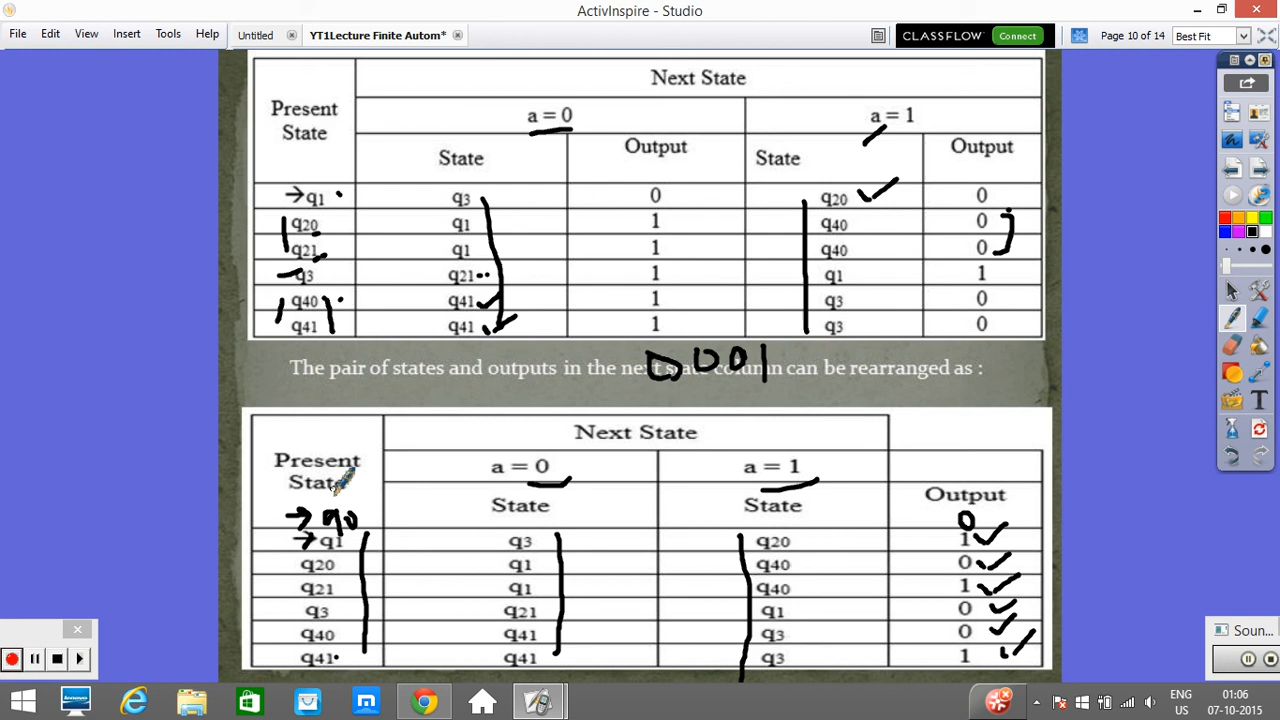 ActivInspire - Studio
File Edit View Insert Tools Help Untitled YT1Lecture Finite Autom* CLASSFLOW Connect Page 10 of 14 Best Fit
Present State Next State
a = 0 a = 1
State Output State Output
→q1 q3 0 q20 0
q20 q1 1 q40 0
q21 q1 1 q40 0
q3 q21 1 q1 1
q40 q41 1 q3 0
q41 q41 1 q3 0
0001
The pair of states and outputs in the next state column can be rearranged as :
Present State Next State
a = 0 a = 1
State State Output
→ q0 0
→ q1 q3 q20 1
q20 q1 q40 0
q21 q1 q40 1
q3 q21 q1 0
q40 q41 q3 0
q41 q41 q3 1
Soun...
ENG 01:06
US 07-10-2015